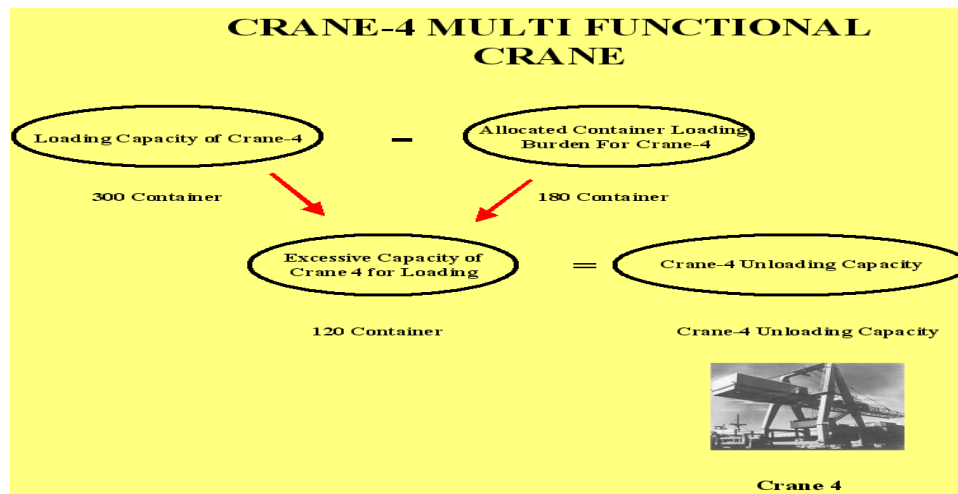 CRANE-4 MULTI FUNCTIONAL
CRANE
Loading Capacity of Crane-4
-
Allocated Container Loading
Burden For Crane-4
300 Container
180 Container
Excessive Capacity of
Crane 4 for Loading
=
Crane-4 Unloading Capacity
120 Container
Crane-4 Unloading Capacity
Crane 4